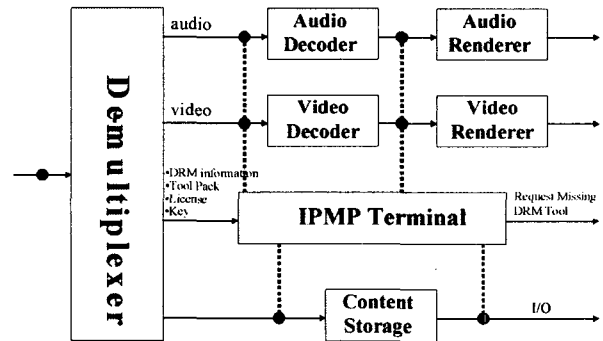 Demultiplexer
audio
Audio
Decoder
Audio
Renderer
video
Video
Decoder
Video
Renderer
•DRM information
•Tool Pack
•License
•Key
IPMP Terminal
Request Missing
DRM Tool
Content
Storage
I/O